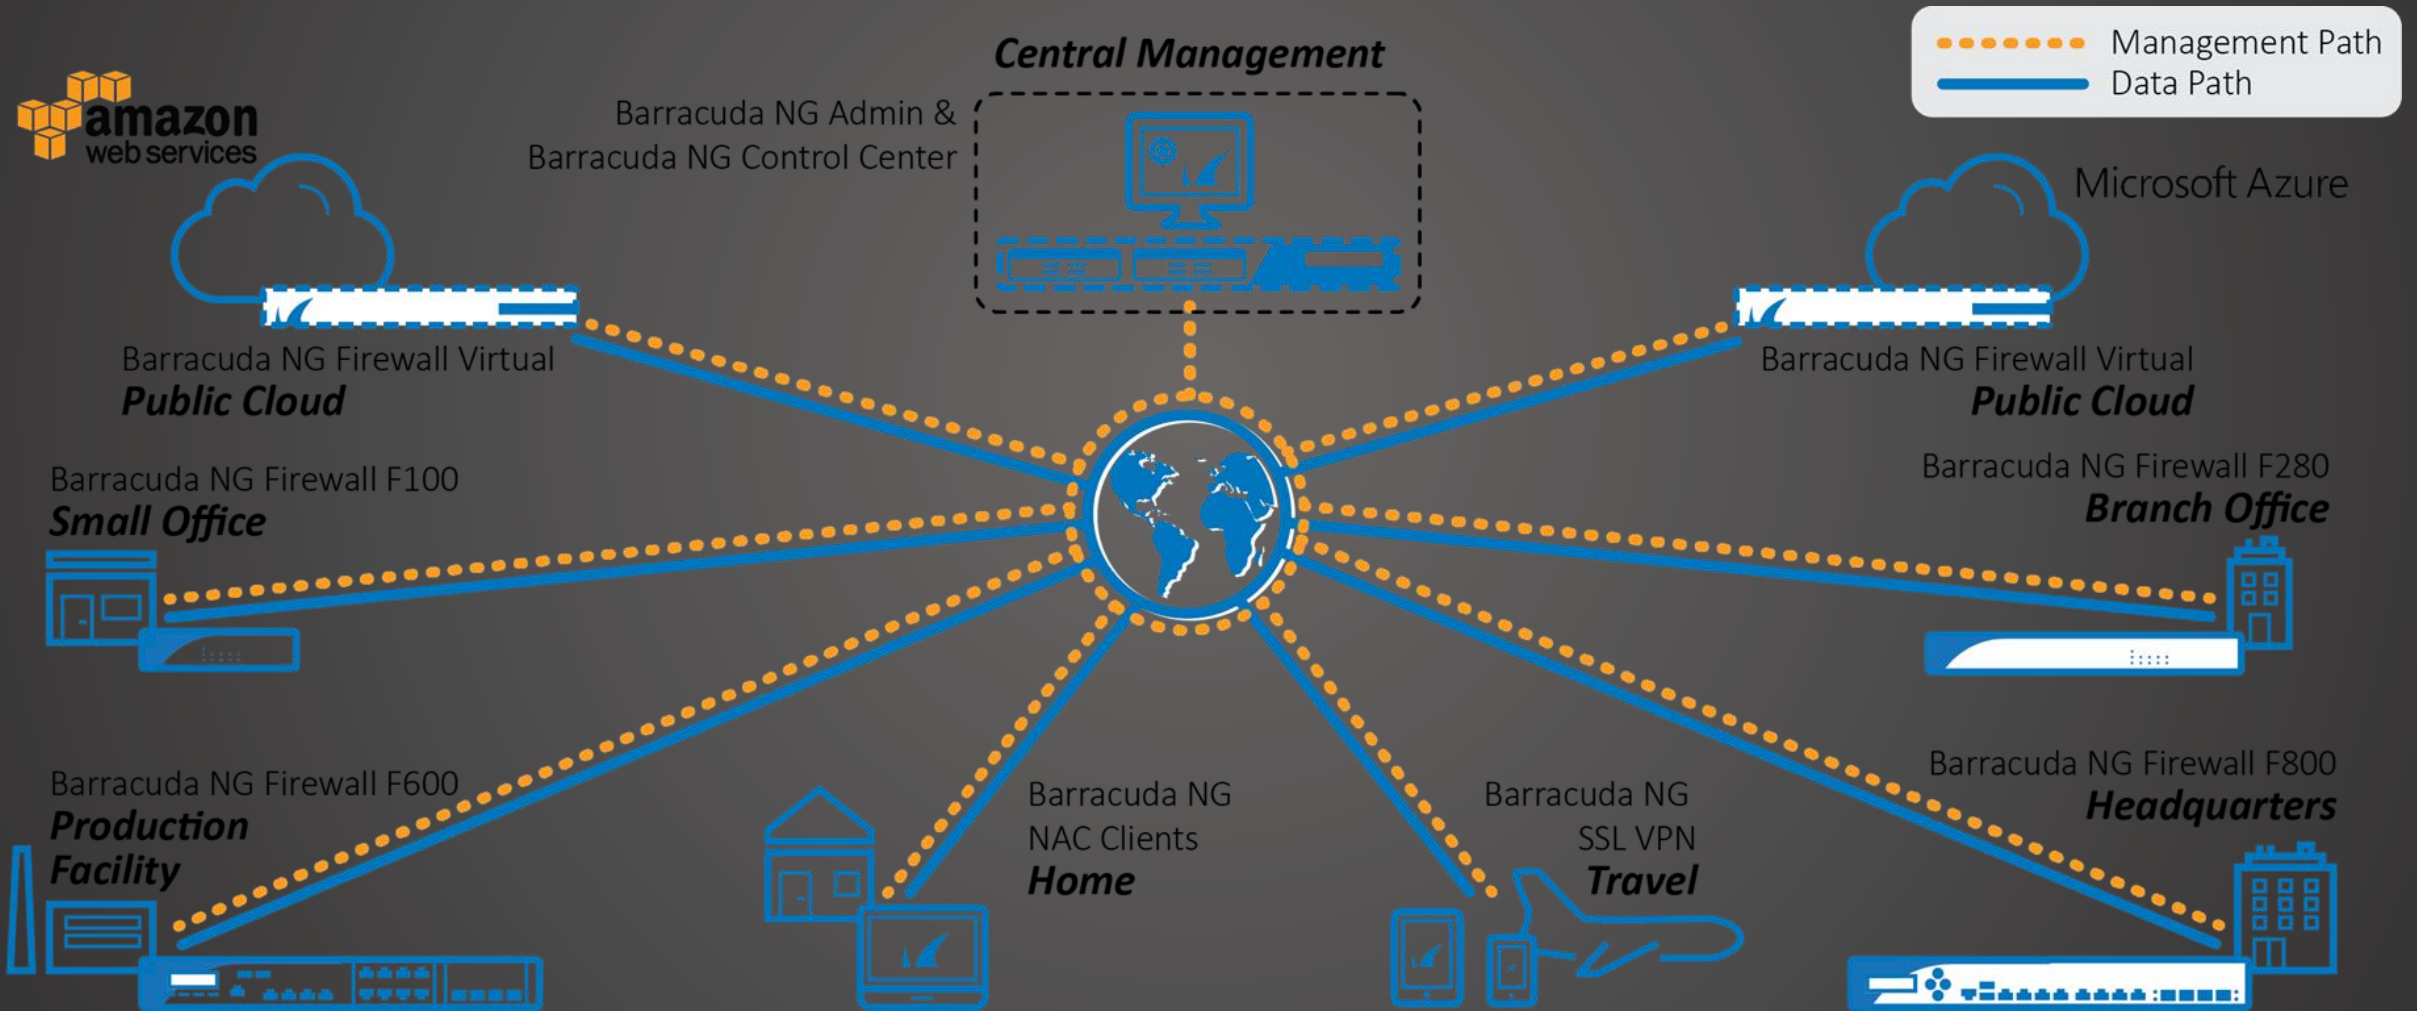 Central Management
Management Path
Data Path
amazon
web services
Barracuda NG Admin &
Barracuda NG Control Center
Microsoft Azure
Barracuda NG Firewall Virtual
Public Cloud
Barracuda NG Firewall Virtual
Public Cloud
Barracuda NG Firewall F100
Small Office
Barracuda NG Firewall F280
Branch Office
Barracuda NG Firewall F600
Production
Facility
Barracuda NG
NAC Clients
Home
Barracuda NG
SSL VPN
Travel
Barracuda NG Firewall F800
Headquarters